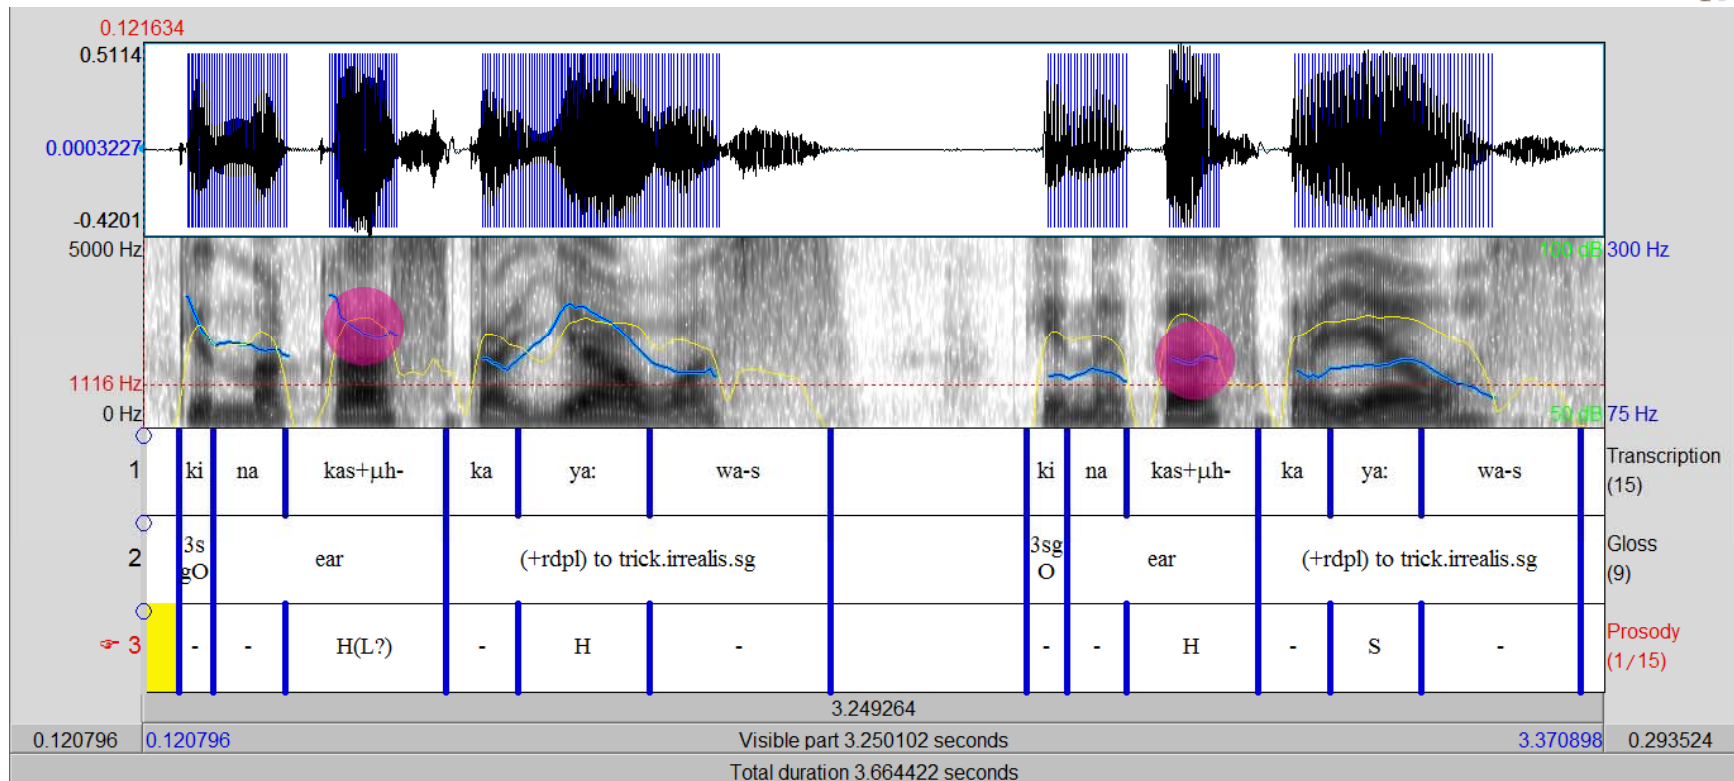 0.121634
0.5114
0.0003227
-0.4201
5000 Hz 100 dB 300 Hz
1116 Hz
0 Hz 50 dB 75 Hz
1 ki na kas+μh- ka ya: wa-s ki na kas+μh- ka ya: wa-s Transcription
(15)
2 3s
gO ear (+rdpl) to trick.irrealis.sg 3sg
O ear (+rdpl) to trick.irrealis.sg Gloss
(9)
☞ 3 - - H(L?) - H - - - H - S - Prosody
(1/15)
3.249264
0.120796 0.120796 Visible part 3.250102 seconds 3.370898 0.293524
Total duration 3.664422 seconds